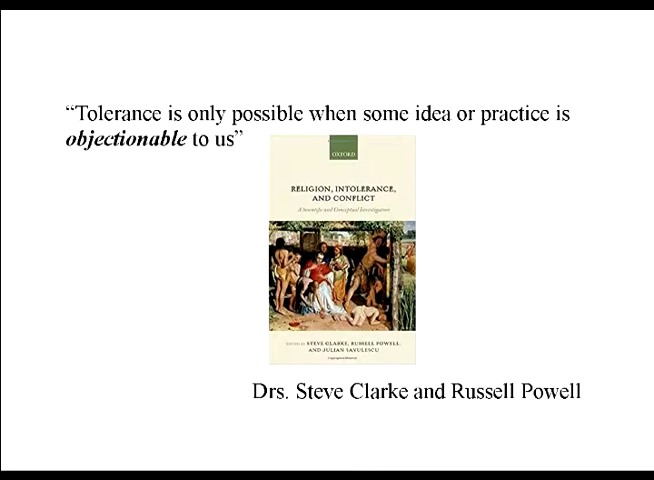 “Tolerance is only possible when some idea or practice is
objectionable to us”
OXFORD
RELIGION, INTOLERANCE,
AND CONFLICT
A Scientific and Conceptual Investigation
EDITED BY STEVE CLARKE, RUSSELL POWELL,
AND JULIAN SAVULESCU
Drs. Steve Clarke and Russell Powell